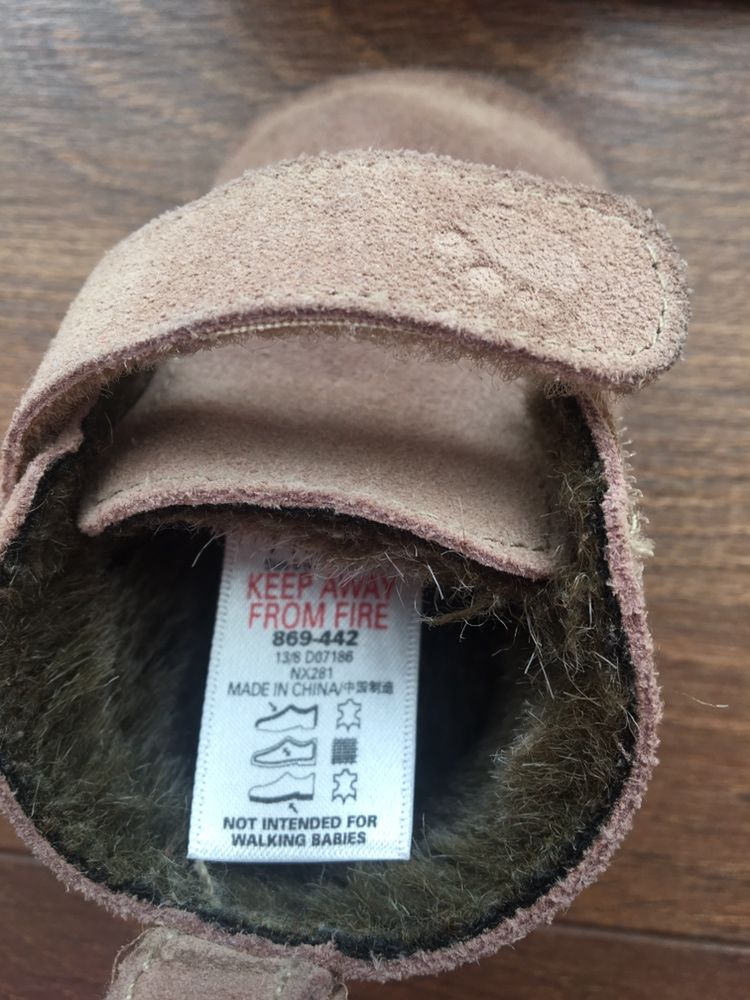 KEEP AWAY
FROM FIRE
869-442
13/8 D07186
NX281
MADE IN CHINA/中国制造
NOT INTENDED FOR
WALKING BABIES